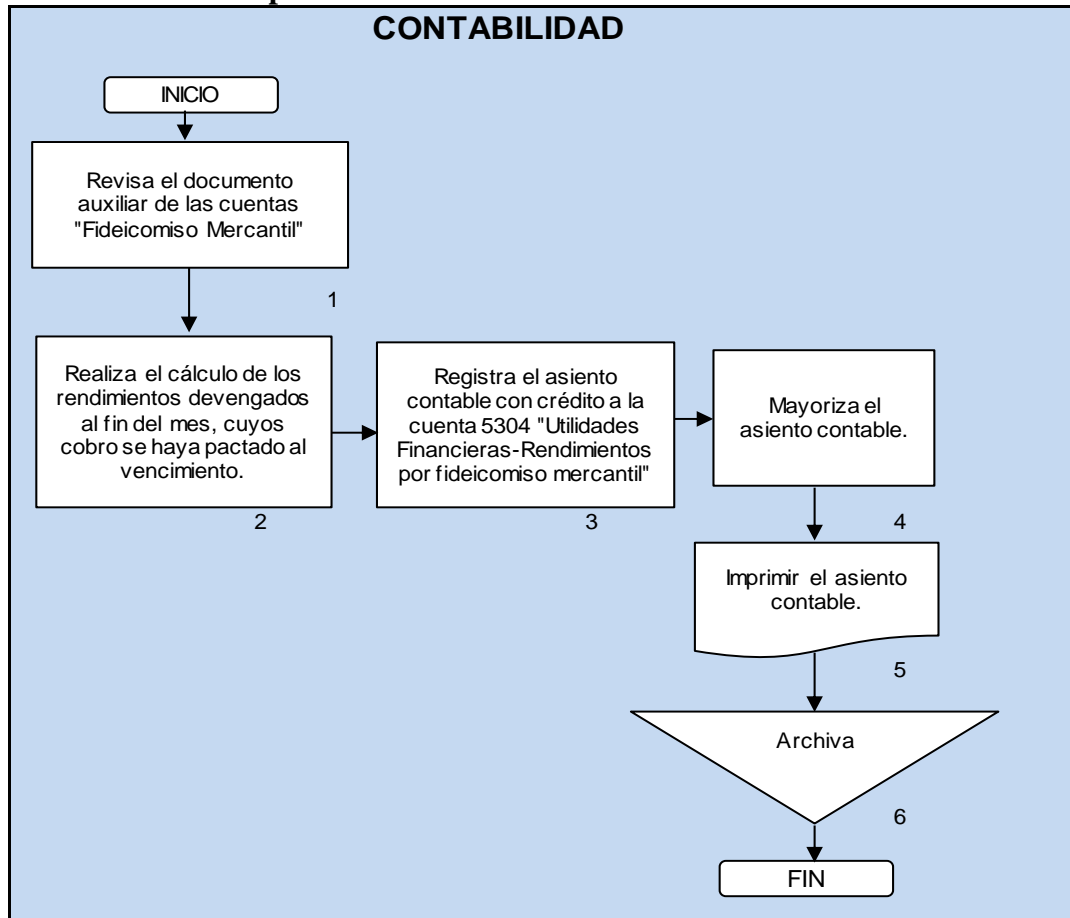 CONTABILIDAD
INICIO
Revisa el documento
auxiliar de las cuentas
"Fideicomiso Mercantil"
1
Realiza el cálculo de los
rendimientos devengados
al fin del mes, cuyos
cobro se haya pactado al
vencimiento.
2
Registra el asiento
contable con crédito a la
cuenta 5304 "Utilidades
Financieras-Rendimientos
por fideicomiso mercantil"
3
Mayoriza el
asiento contable.
4
Imprimir el asiento
contable.
5
Archiva
6
FIN